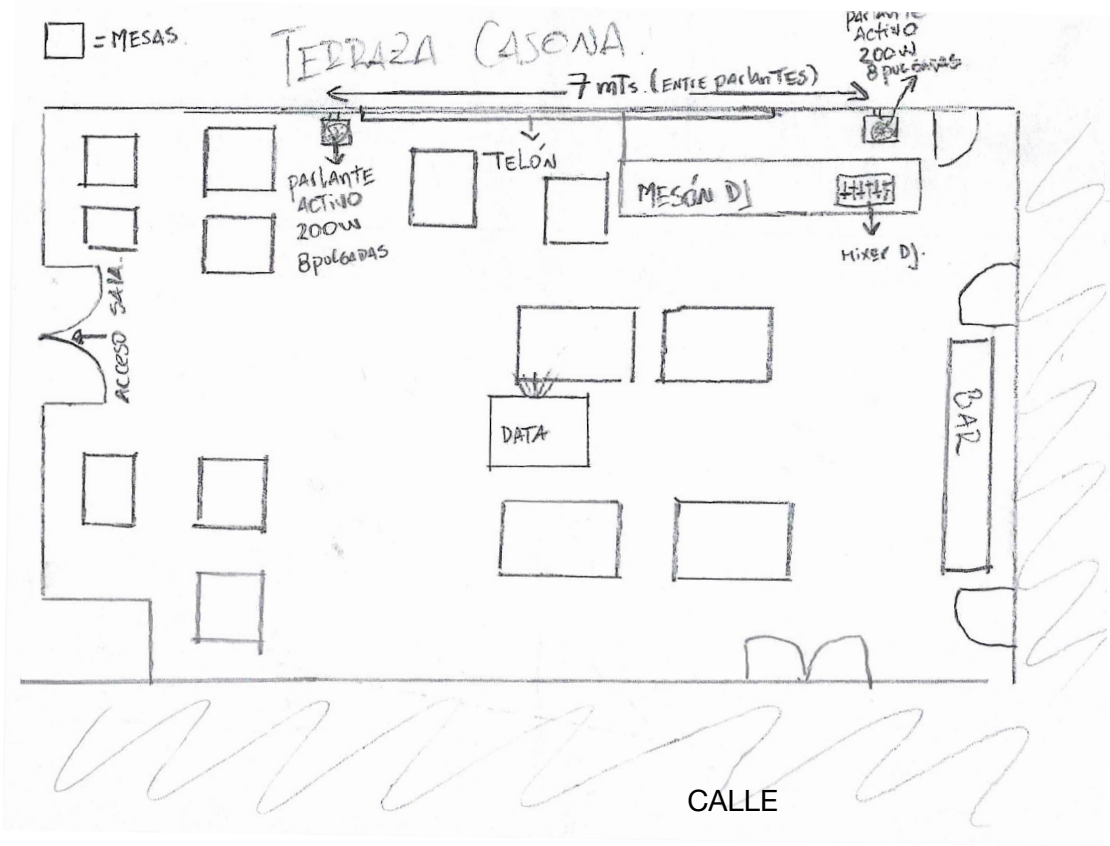 = MESAS.
TERRAZA CASONA.
parlante
ACTIVO
200W
8 pulgadas
7 mts. (ENTRE parlantes)
TELÓN
parlante
ACTIVO
200W
8 pulgadas
MESÓN DJ
MIXER DJ.
ACCESO SALA.
DATA
BAR
CALLE